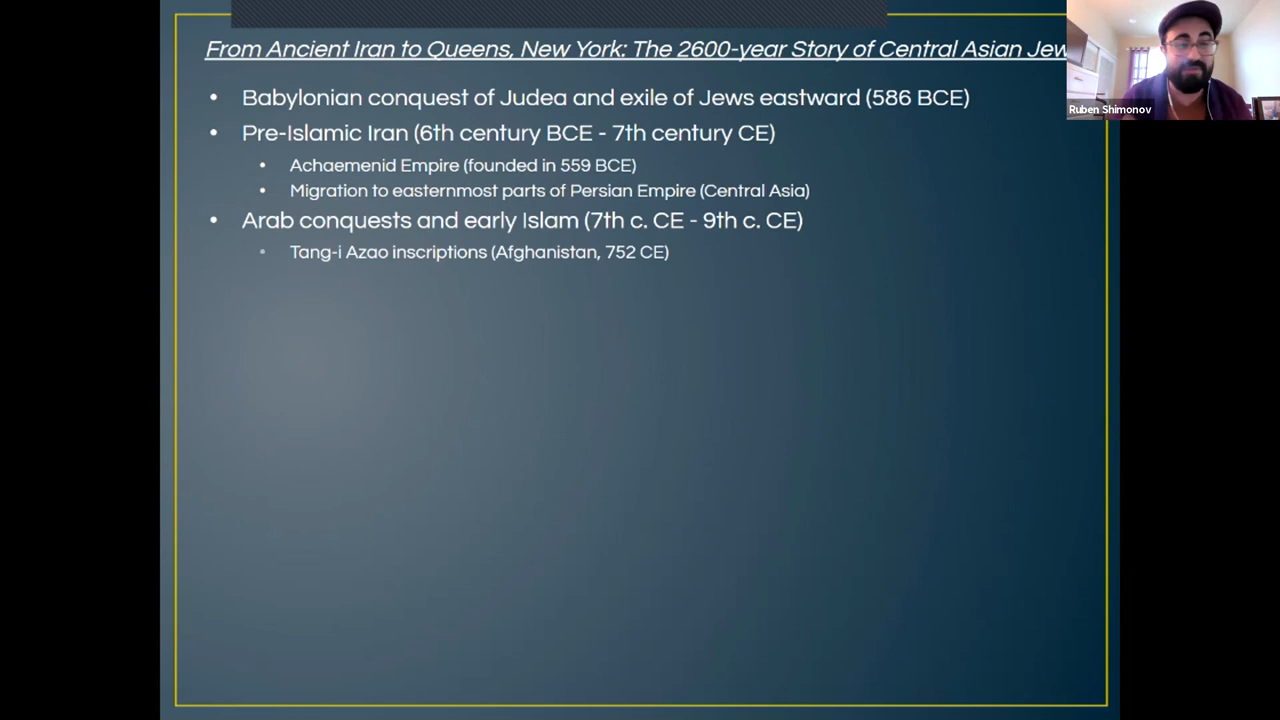 From Ancient Iran to Queens, New York: The 2600-year Story of Central Asian
• Babylonian conquest of Judea and exile of Jews eastward (586 BCE)
• Pre-Islamic Iran (6th century BCE - 7th century CE)
• Achaemenid Empire (founded in 559 BCE)
• Migration to easternmost parts of Persian Empire (Central Asia)
• Arab conquests and early Islam (7th c. CE - 9th c. CE)
• Tang-i Azao inscriptions (Afghanistan, 752 CE)
Ruben Shimonov